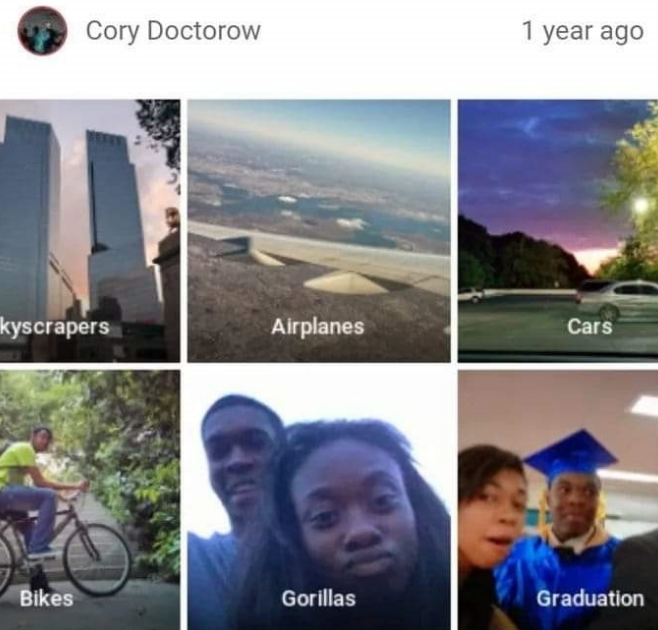 Cory Doctorow
1 year ago
kyscrapers
Airplanes
Cars
Bikes
Gorillas
Graduation